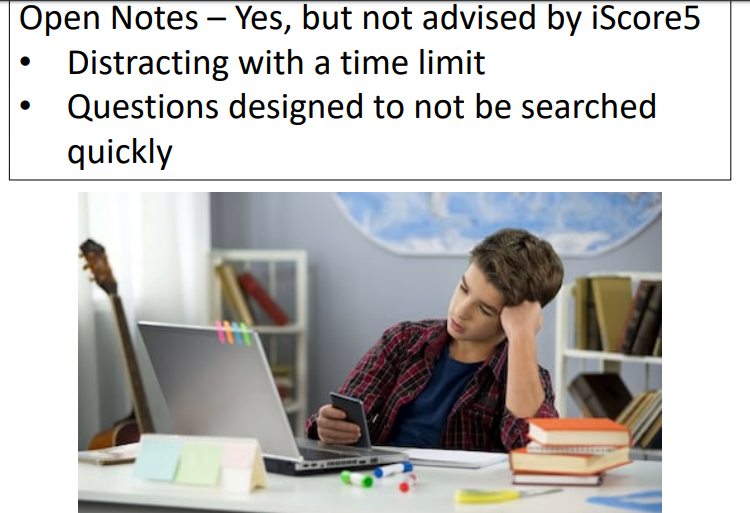 Open Notes – Yes, but not advised by iScore5
• Distracting with a time limit
• Questions designed to not be searched
quickly